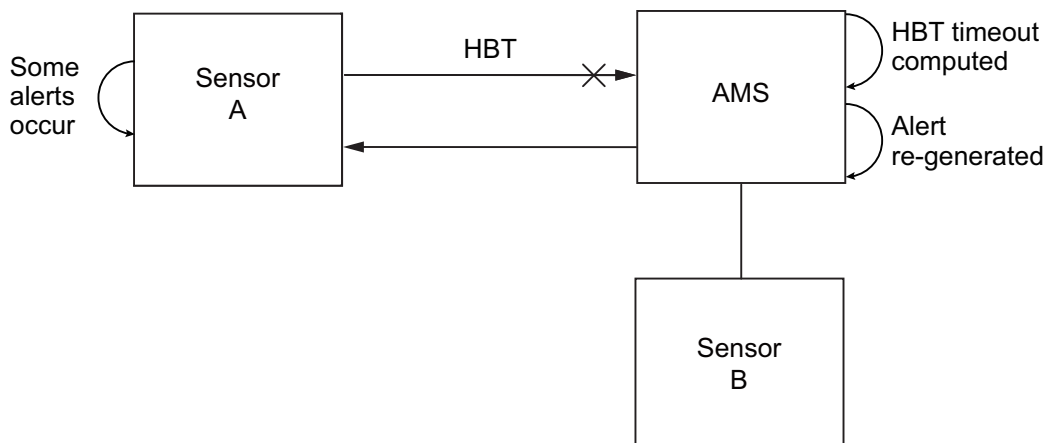 Some
alerts
occur
Sensor
A
HBT
AMS
HBT timeout
computed
Alert
re-generated
Sensor
B